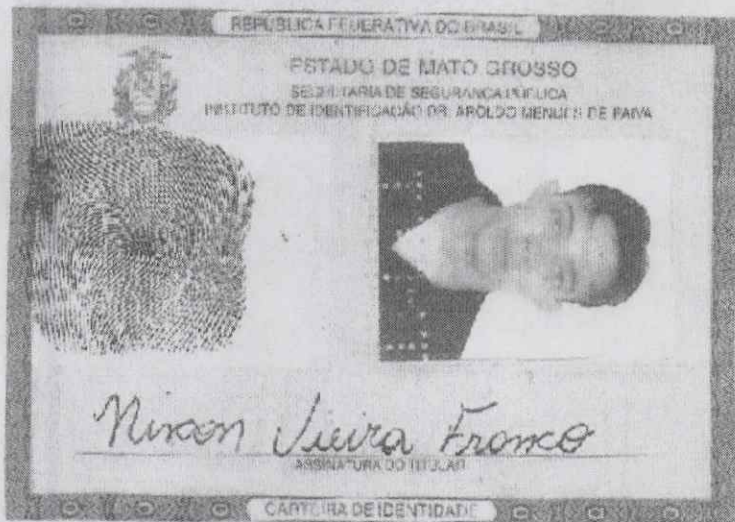 REPÚBLICA FEDERATIVA DO BRASIL
ESTADO DE MATO GROSSO
SECRETARIA DE SEGURANÇA PÚBLICA
INSTITUTO DE IDENTIFICAÇÃO DR. AROLDO MENDES DE PAIVA
Nixon Vieira Franco
ASSINATURA DO TITULAR
CARTEIRA DE IDENTIDADE